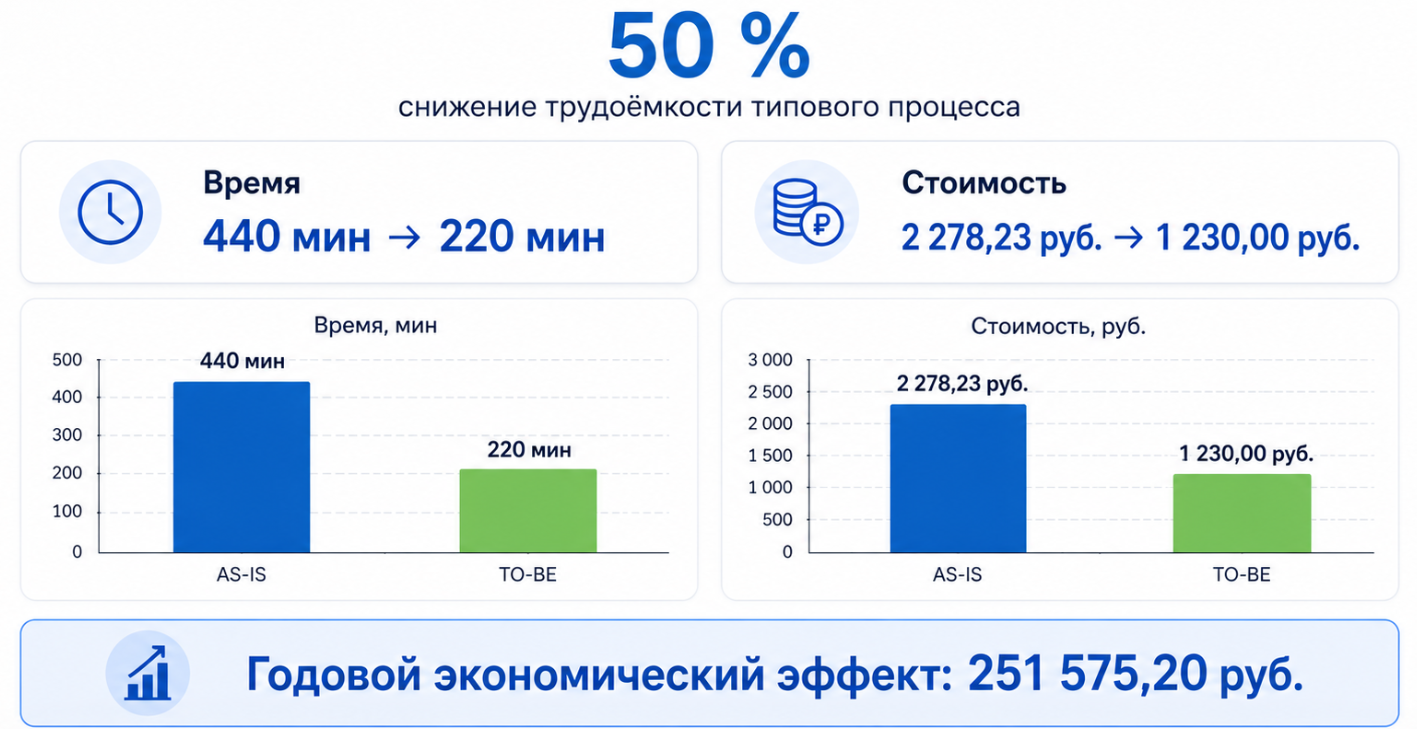 50 %
снижение трудоёмкости типового процесса
Время
440 мин → 220 мин
Стоимость
2 278,23 руб. → 1 230,00 руб.
Время, мин
500
400
300
200
100
0
440 мин
220 мин
AS-IS
TO-BE
Стоимость, руб.
3 000
2 500
2 000
1 500
1 000
500
0
2 278,23 руб.
1 230,00 руб.
AS-IS
TO-BE
Годовой экономический эффект: 251 575,20 руб.